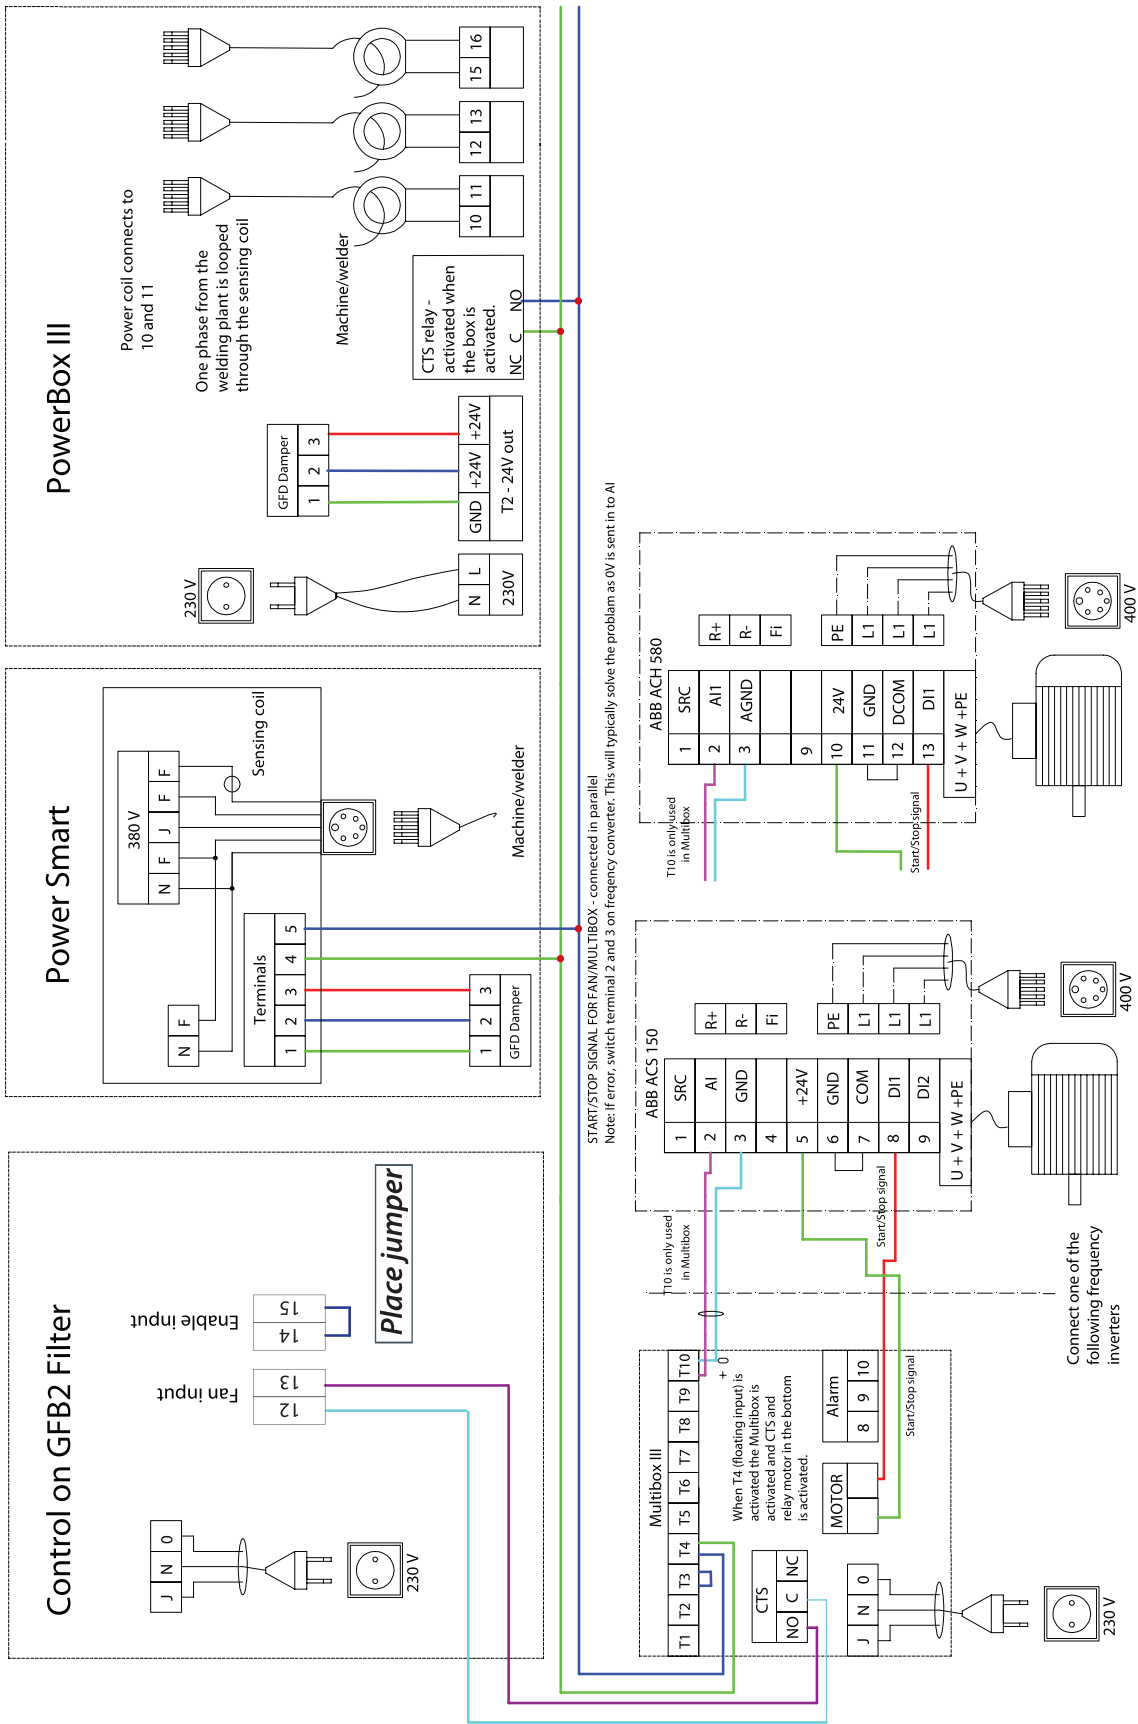 Control on GFB2 Filter
J N 0
230 V
Fan input
12 13
Enable input
14 15
Place jumper
Power Smart
N F
380 V
N F J F F
Sensing coil
Terminals
1 2 3 4 5
1 2 3
GFD Damper
Machine/welder
PowerBox III
Power coil connects to
10 and 11
One phase from the
welding plant is looped
through the sensing coil
Machine/welder
230 V
N L
230V
GFD Damper
1 2 3
GND +24V +24V
T2 - 24V out
CTS relay -
activated when
the box is
activated.
NC C NO
10 11
12 13
15 16
START/STOP SIGNAL FOR FAN/MULTIBOX - connected in parallel
Note: If error, switch terminal 2 and 3 on freqency converter. This will typically solve the problam as 0V is sent in to AI
Multibox III
T1 T2 T3 T4 T5 T6 T7 T8 T9 T10
+ 0
When T4 (floating input) is
activated the Multibox is
activated and CTS and
relay motor in the bottom
is activated.
CTS
NO C NC
MOTOR
Alarm
8 9 10
Start/Stop signal
J N 0
230 V
T10 is only used
in Multibox
Start/Stop signal
Connect one of the
following frequency
inverters
ABB ACS 150
1 SRC
2 AI
3 GND
4
5 +24V
6 GND
7 COM
8 DI1
9 DI2
U + V + W +PE
R+
R-
Fi
PE
L1
L1
L1
400 V
T10 is only used
in Multibox
Start/Stop signal
ABB ACH 580
1 SRC
2 AI1
3 AGND
9
10 24V
11 GND
12 DCOM
13 DI1
U + V + W +PE
R+
R-
Fi
PE
L1
L1
L1
400 V